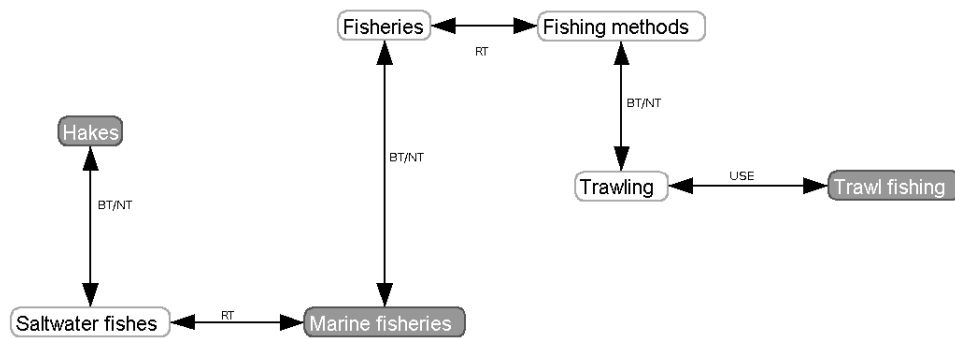 Fisheries
Fishing methods
RT
BT/NT
Hakes
BT/NT
Trawling
USE
Trawl fishing
BT/NT
Saltwater fishes
RT
Marine fisheries